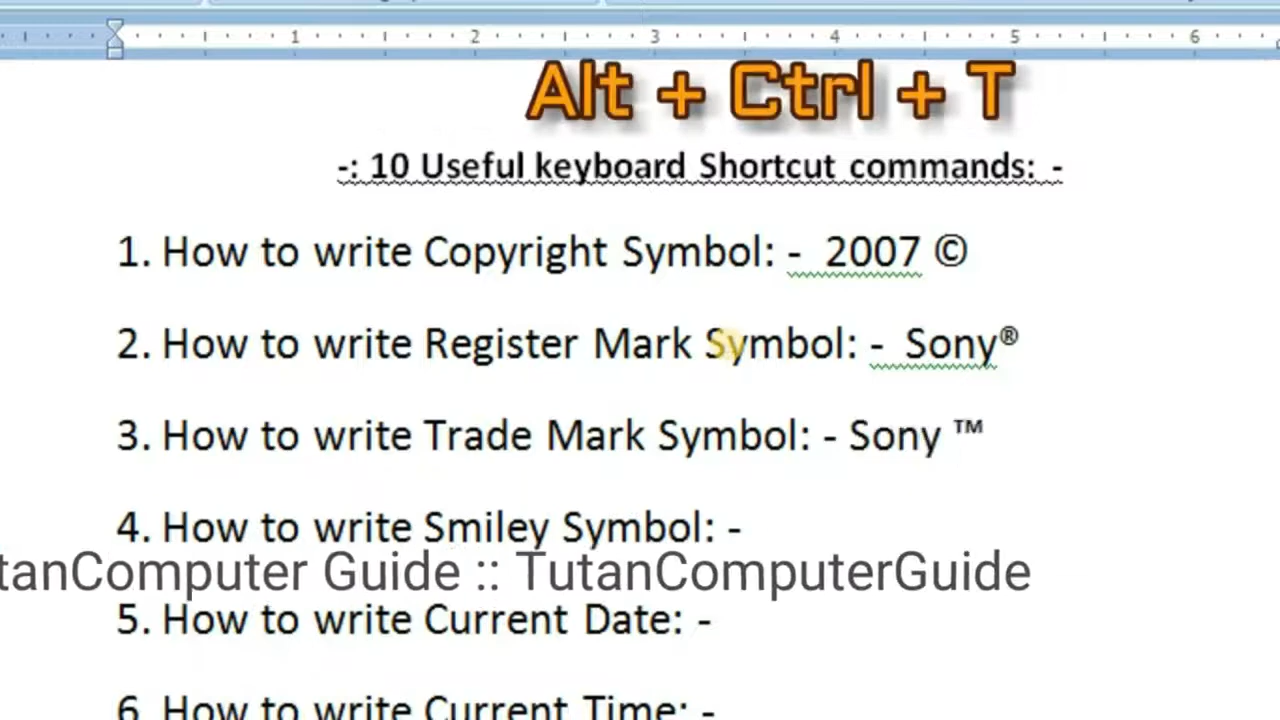 1 2 3 4 5 6
Alt + Ctrl + T
-: 10 Useful keyboard Shortcut commands: -
1. How to write Copyright Symbol: - 2007 ©
2. How to write Register Mark Symbol: - Sony®
3. How to write Trade Mark Symbol: - Sony ™
4. How to write Smiley Symbol: -
tanComputer Guide :: TutanComputerGuide
5. How to write Current Date: -
6. How to write Current Time: -